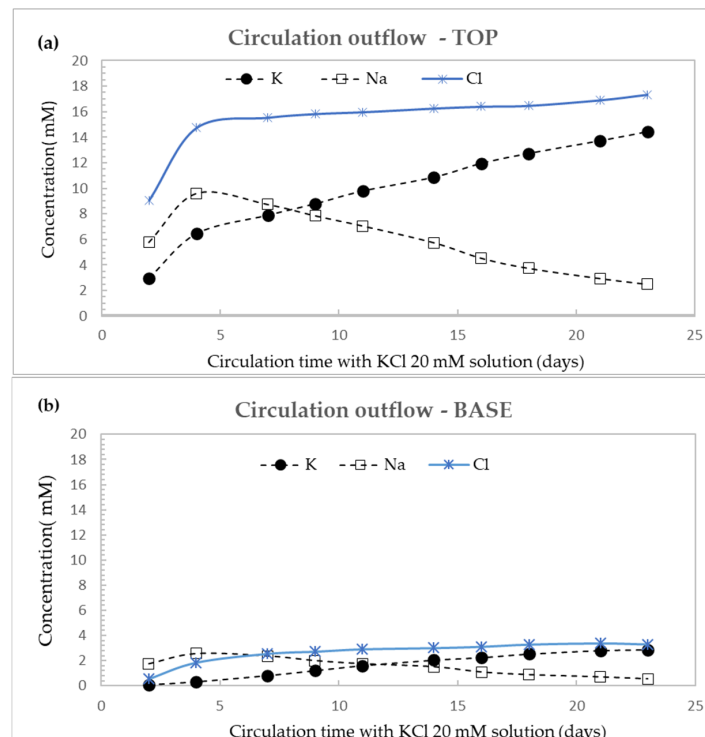 (a)
Circulation outflow - TOP
K Na Cl
Concentration( mM)
20
18
16
14
12
10
8
6
4
2
0
0 5 10 15 20 25
Circulation time with KCl 20 mM solution (days)
(b)
Circulation outflow - BASE
K Na Cl
Concentration( mM)
20
18
16
14
12
10
8
6
4
2
0
0 5 10 15 20 25
Circulation time with KCl 20 mM solution (days)